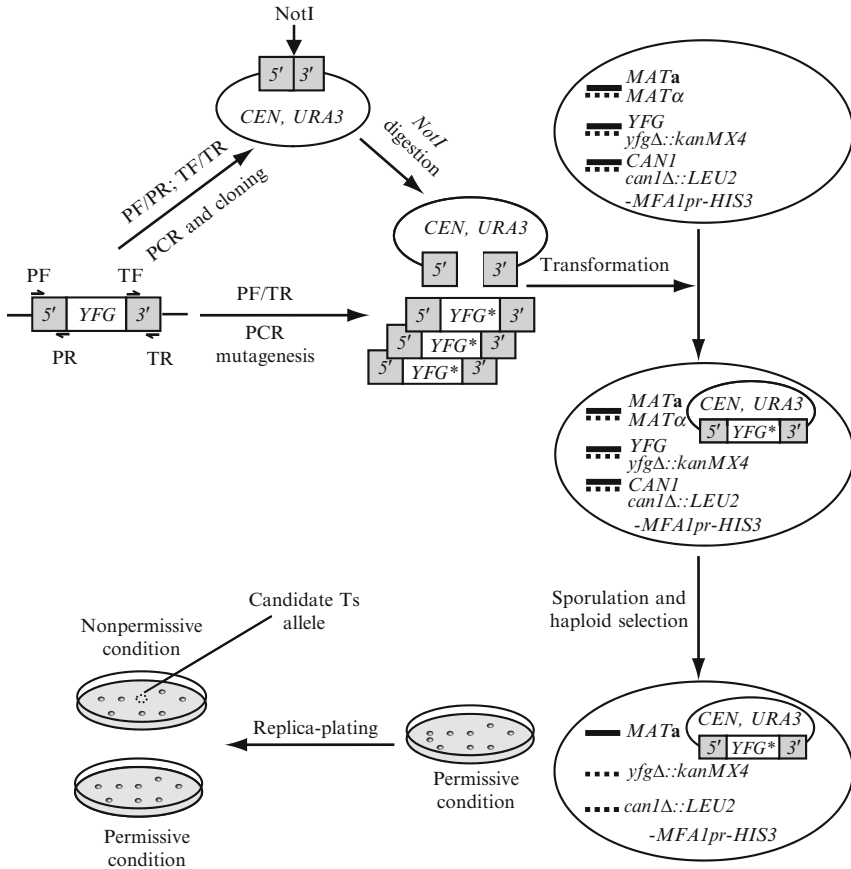 NotI
5′ 3′
CEN, URA3
PF/PR; TF/TR
PCR and cloning
NotI
digestion
MATa
MATα
YFG
yfgΔ::kanMX4
CAN1
can1Δ::LEU2
-MFA1pr-HIS3
PF TF
5′ YFG 3′
PR TR
PF/TR
PCR
mutagenesis
CEN, URA3
5′ 3′
5′ YFG* 3′
5′ YFG* 3′
5′ YFG* 3′
Transformation
MATa
MATα
YFG
yfgΔ::kanMX4
CAN1
can1Δ::LEU2
-MFA1pr-HIS3
CEN, URA3
5′ YFG* 3′
Sporulation and
haploid selection
MATa
yfgΔ::kanMX4
can1Δ::LEU2
-MFA1pr-HIS3
CEN, URA3
5′ YFG* 3′
Permissive
condition
Replica-plating
Candidate Ts
allele
Nonpermissive
condition
Permissive
condition